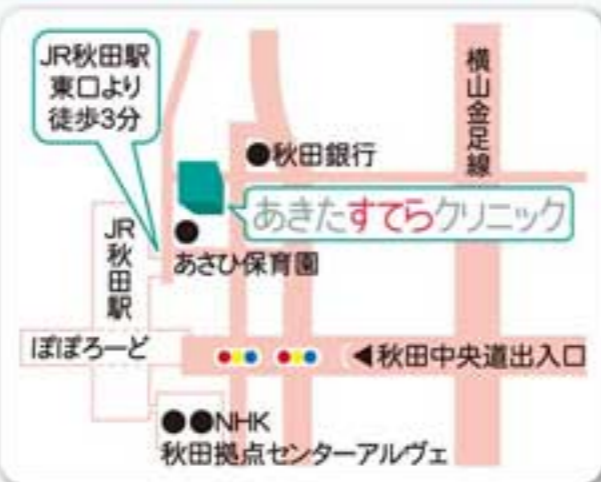 JR秋田駅
東口より
徒歩3分
横山金足線
●秋田銀行
あきたすてらクリニック
あさひ保育園
JR秋田駅
ぽぽろーど
◀秋田中央道出入口
●●NHK
秋田拠点センターアルヴェ